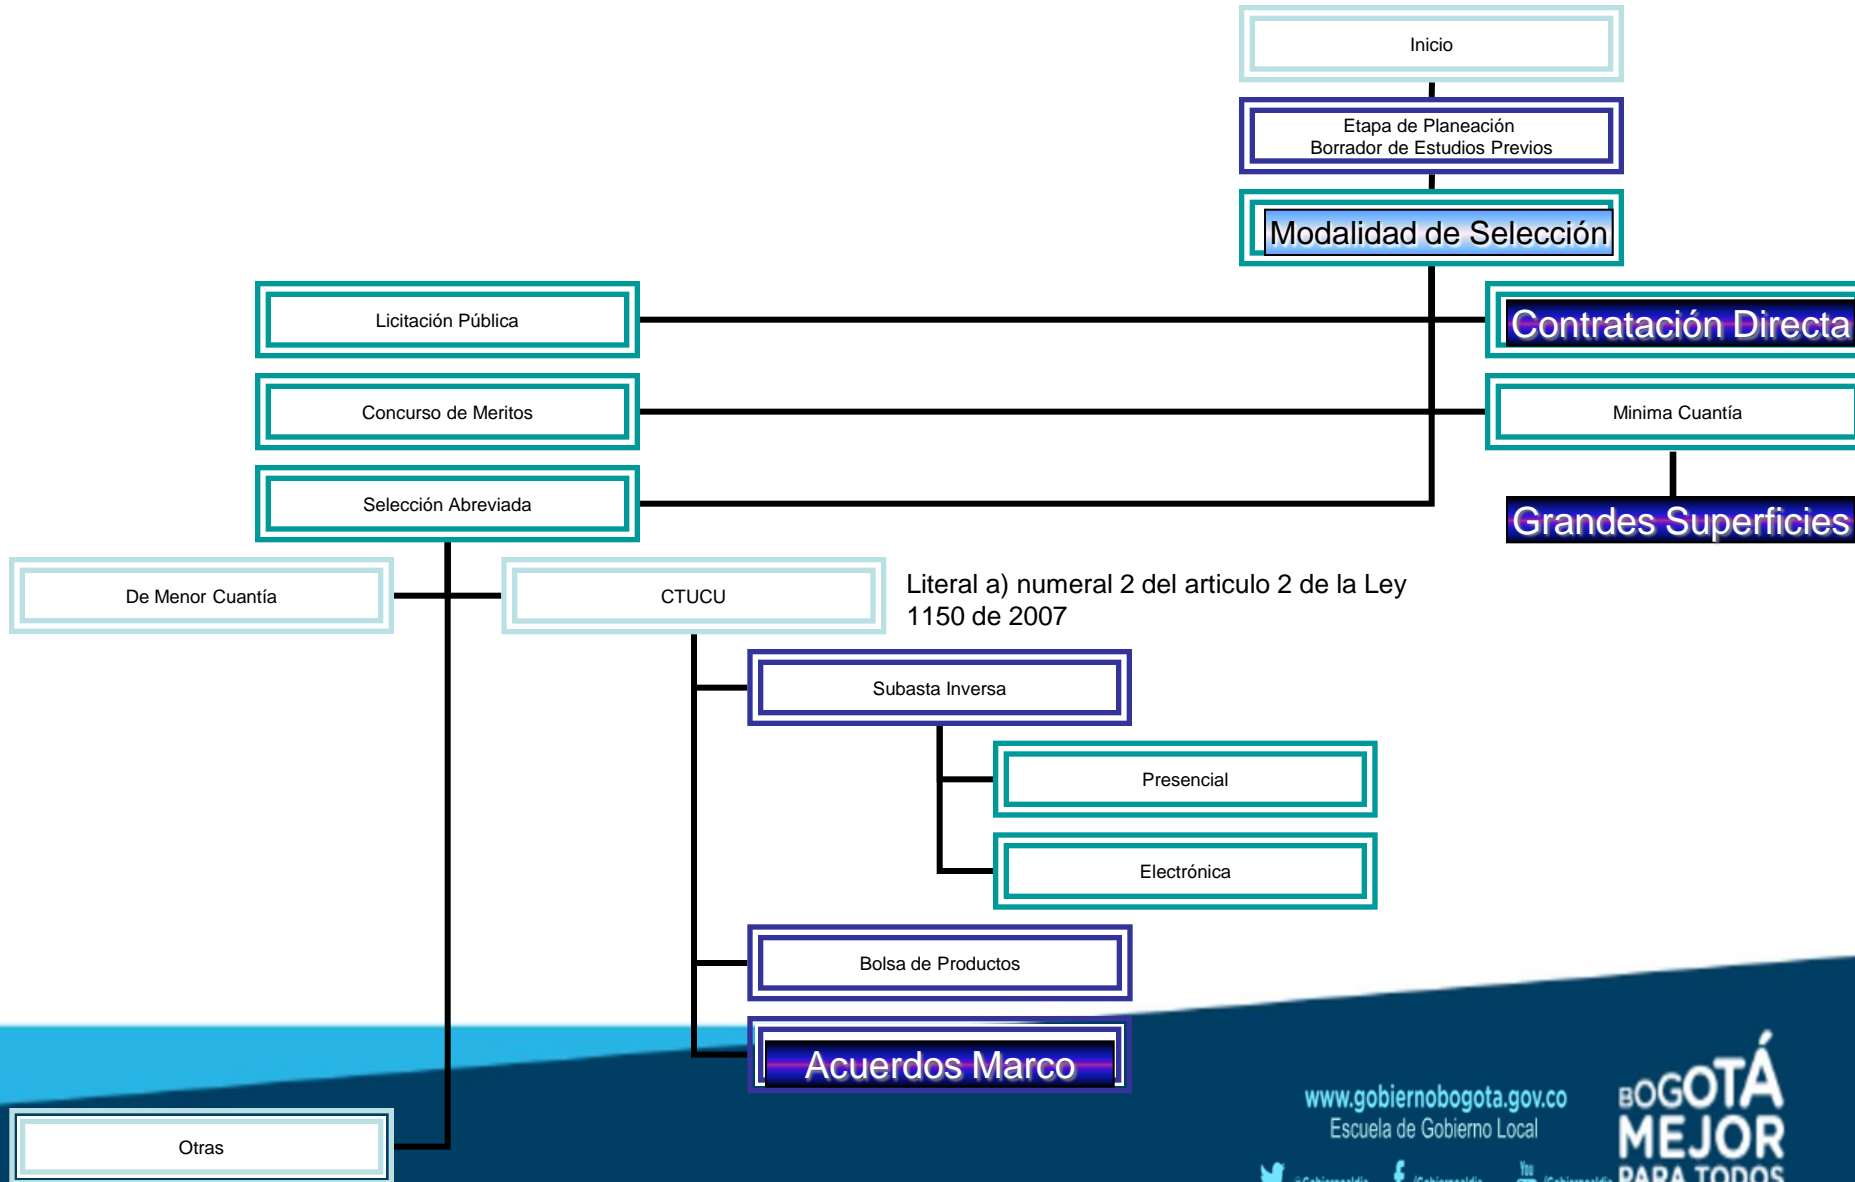 Inicio
Etapa de Planeación
Borrador de Estudios Previos
Modalidad de Selección
Licitación Pública
Contratación Directa
Concurso de Meritos
Minima Cuantía
Selección Abreviada
Grandes Superficies
De Menor Cuantía
CTUCU
Literal a) numeral 2 del articulo 2 de la Ley
1150 de 2007
Subasta Inversa
Presencial
Electrónica
Bolsa de Productos
Acuerdos Marco
Otras
www.gobiernobogota.gov.co
Escuela de Gobierno Local
BOGOTÁ
MEJOR
PARA TODOS
You